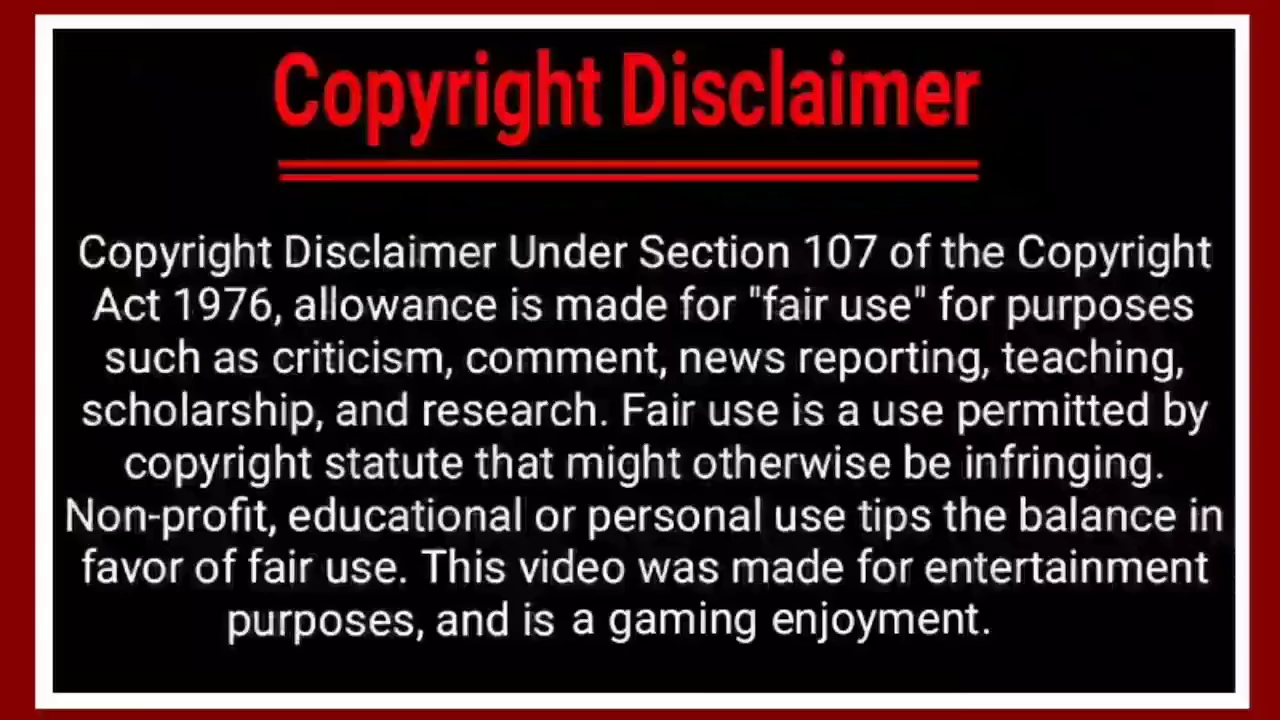 Copyright Disclaimer
Copyright Disclaimer Under Section 107 of the Copyright
Act 1976, allowance is made for "fair use" for purposes
such as criticism, comment, news reporting, teaching,
scholarship, and research. Fair use is a use permitted by
copyright statute that might otherwise be infringing.
Non-profit, educational or personal use tips the balance in
favor of fair use. This video was made for entertainment
purposes, and is a gaming enjoyment.